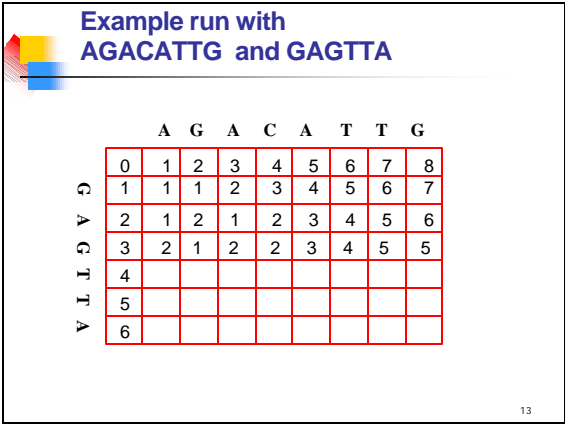 Example run with
AGACATTG and GAGTTA
A G A C A T T G
0 1 2 3 4 5 6 7 8
G 1 1 1 2 3 4 5 6 7
A 2 1 2 1 2 3 4 5 6
G 3 2 1 2 2 3 4 5 5
T 4
T 5
A 6
13